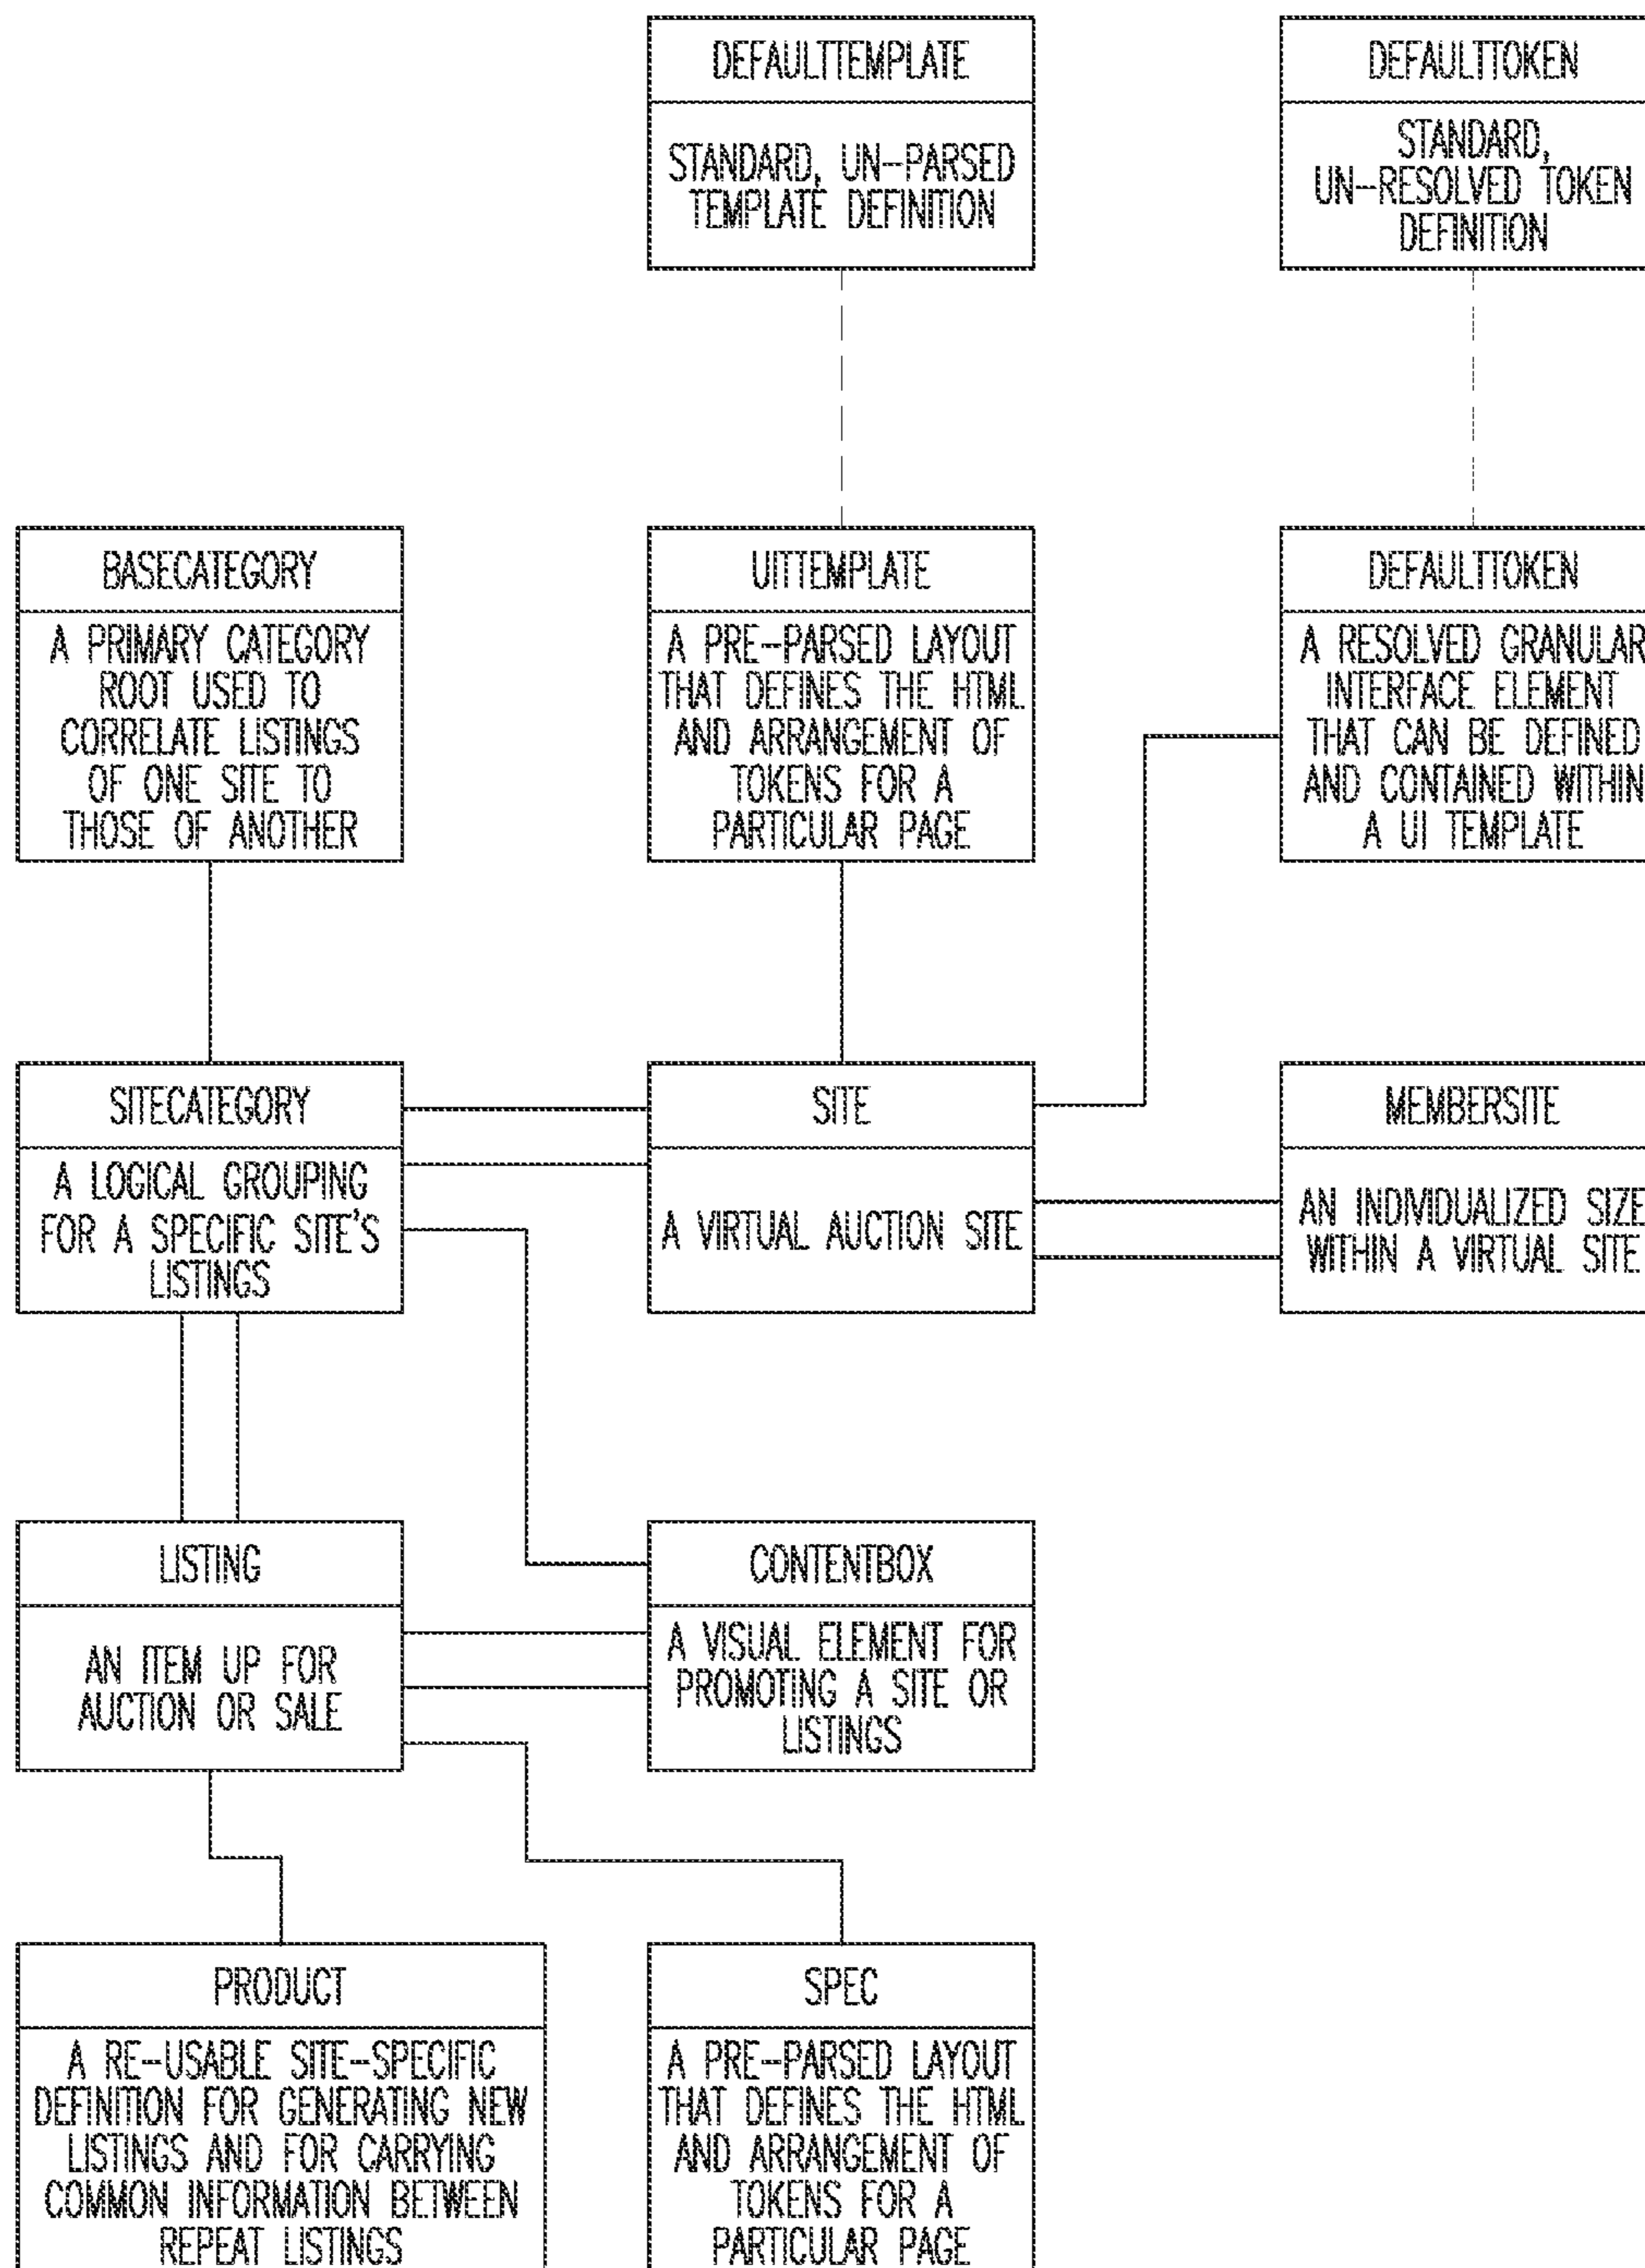 DEFAULTTEMPLATE
STANDARD, UN-PARSED
TEMPLATE DEFINITION
DEFAULTTOKEN
STANDARD,
UN-RESOLVED TOKEN
DEFINITION
BASECATEGORY
A PRIMARY CATEGORY
ROOT USED TO
CORRELATE LISTINGS
OF ONE SITE TO
THOSE OF ANOTHER
UITTEMPLATE
A PRE-PARSED LAYOUT
THAT DEFINES THE HTML
AND ARRANGEMENT OF
TOKENS FOR A
PARTICULAR PAGE
DEFAULTTOKEN
A RESOLVED GRANULAR
INTERFACE ELEMENT
THAT CAN BE DEFINED
AND CONTAINED WITHIN
A UI TEMPLATE
SITECATEGORY
A LOGICAL GROUPING
FOR A SPECIFIC SITE'S
LISTINGS
SITE
A VIRTUAL AUCTION SITE
MEMBERSITE
AN INDIVIDUALIZED SIZE
WITHIN A VIRTUAL SITE
LISTING
AN ITEM UP FOR
AUCTION OR SALE
CONTENTBOX
A VISUAL ELEMENT FOR
PROMOTING A SITE OR
LISTINGS
PRODUCT
A RE-USABLE SITE-SPECIFIC
DEFINITION FOR GENERATING NEW
LISTINGS AND FOR CARRYING
COMMON INFORMATION BETWEEN
REPEAT LISTINGS
SPEC
A PRE-PARSED LAYOUT
THAT DEFINES THE HTML
AND ARRANGEMENT OF
TOKENS FOR A
PARTICULAR PAGE